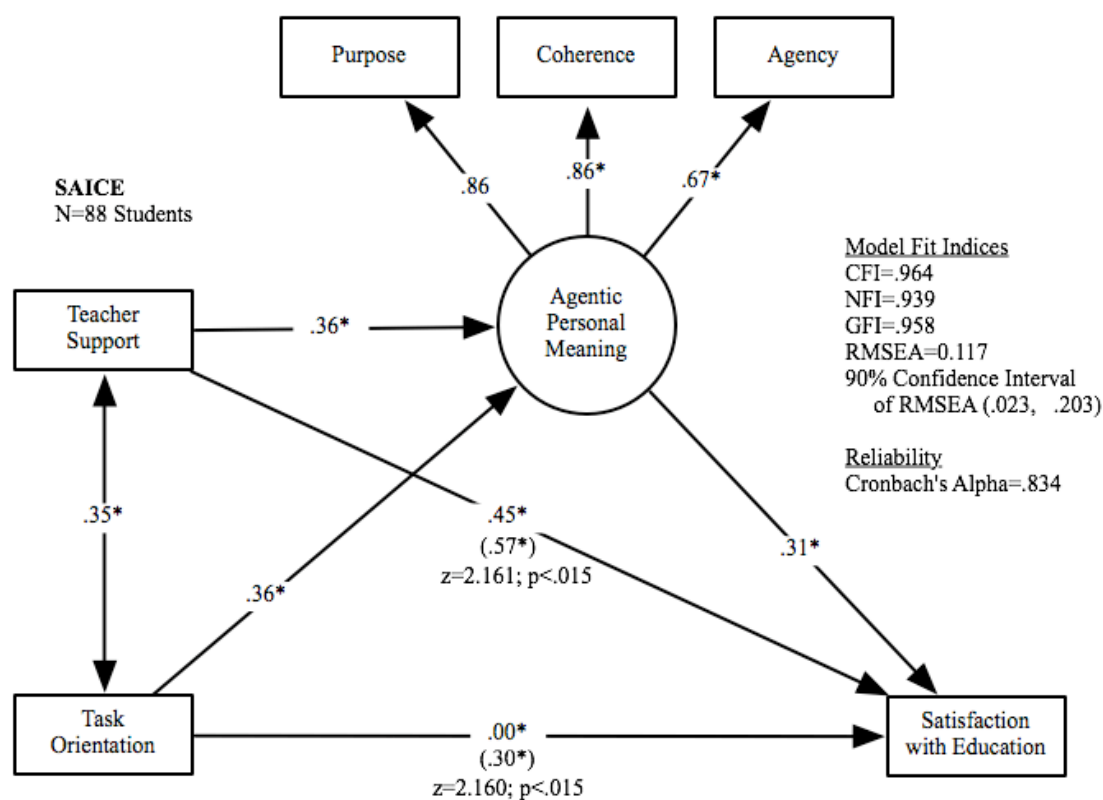 Purpose
Coherence
Agency
.86
.86*
.67*
SAICE
N=88 Students
Model Fit Indices
CFI=.964
NFI=.939
GFI=.958
RMSEA=0.117
90% Confidence Interval
of RMSEA (.023, .203)
Reliability
Cronbach's Alpha=.834
Teacher
Support
.36*
Agentic
Personal
Meaning
.35*
.45*
(.57*)
z=2.161; p<.015
.31*
.36*
Task
Orientation
.00*
(.30*)
z=2.160; p<.015
Satisfaction
with Education